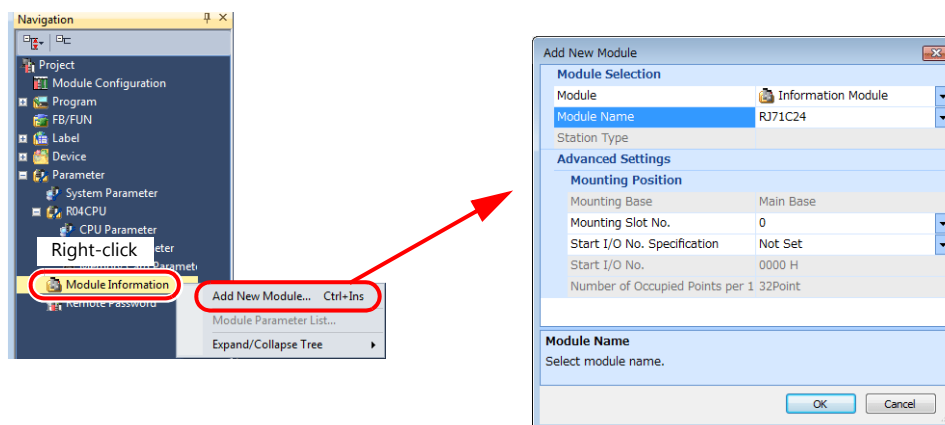 Navigation
Project
Module Configuration
Program
FB/FUN
Label
Device
Parameter
System Parameter
R04CPU
CPU Parameter
Right-click
Module Information
Remote Password
Add New Module... Ctrl+Ins
Module Parameter List...
Expand/Collapse Tree
Add New Module
Module Selection
Module Information Module
Module Name RJ71C24
Station Type
Advanced Settings
Mounting Position
Mounting Base Main Base
Mounting Slot No. 0
Start I/O No. Specification Not Set
Start I/O No. 0000 H
Number of Occupied Points per 1 32Point
Module Name
Select module name.
OK Cancel